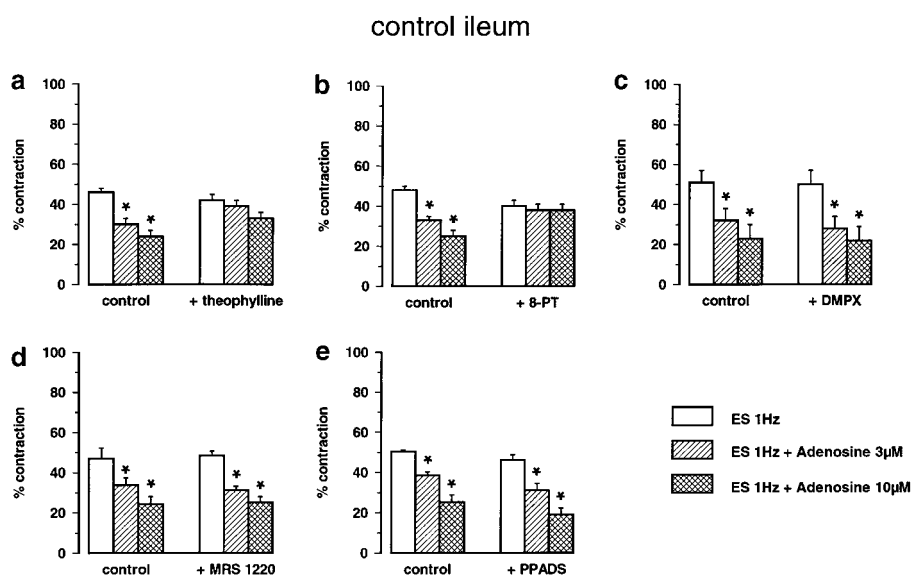 control ileum
a
% contraction
100
80
60
40
20
0
*
*
control
+ theophylline
b
% contraction
100
80
60
40
20
0
*
*
control
+ 8-PT
c
% contraction
100
80
60
40
20
0
*
*
*
*
control
+ DMPX
d
% contraction
100
80
60
40
20
0
*
*
*
*
control
+ MRS 1220
e
% contraction
100
80
60
40
20
0
*
*
*
*
control
+ PPADS
ES 1Hz
ES 1Hz + Adenosine 3µM
ES 1Hz + Adenosine 10µM